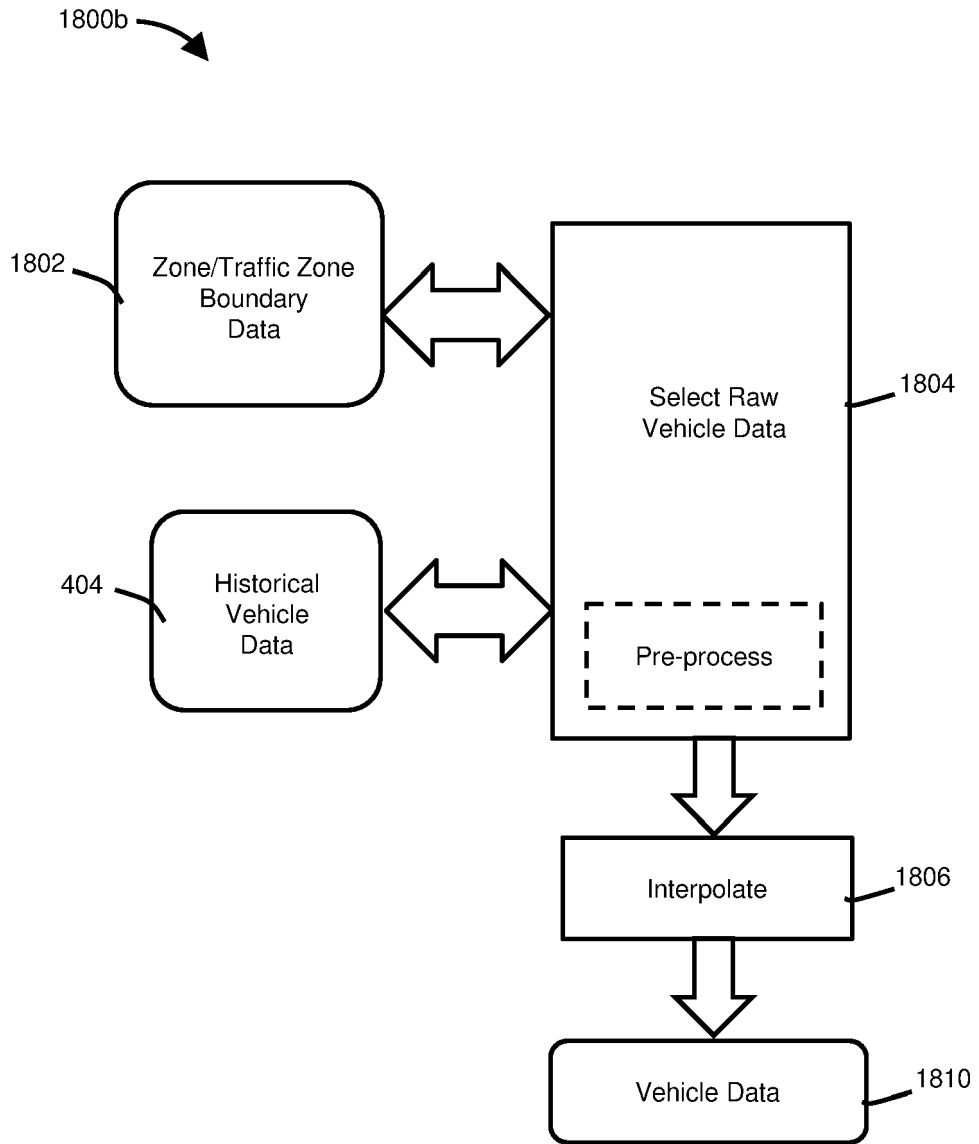 1800b
1802
Zone/Traffic Zone
Boundary
Data
Select Raw
Vehicle Data
1804
404
Historical
Vehicle
Data
Pre-process
Interpolate
1806
Vehicle Data
1810